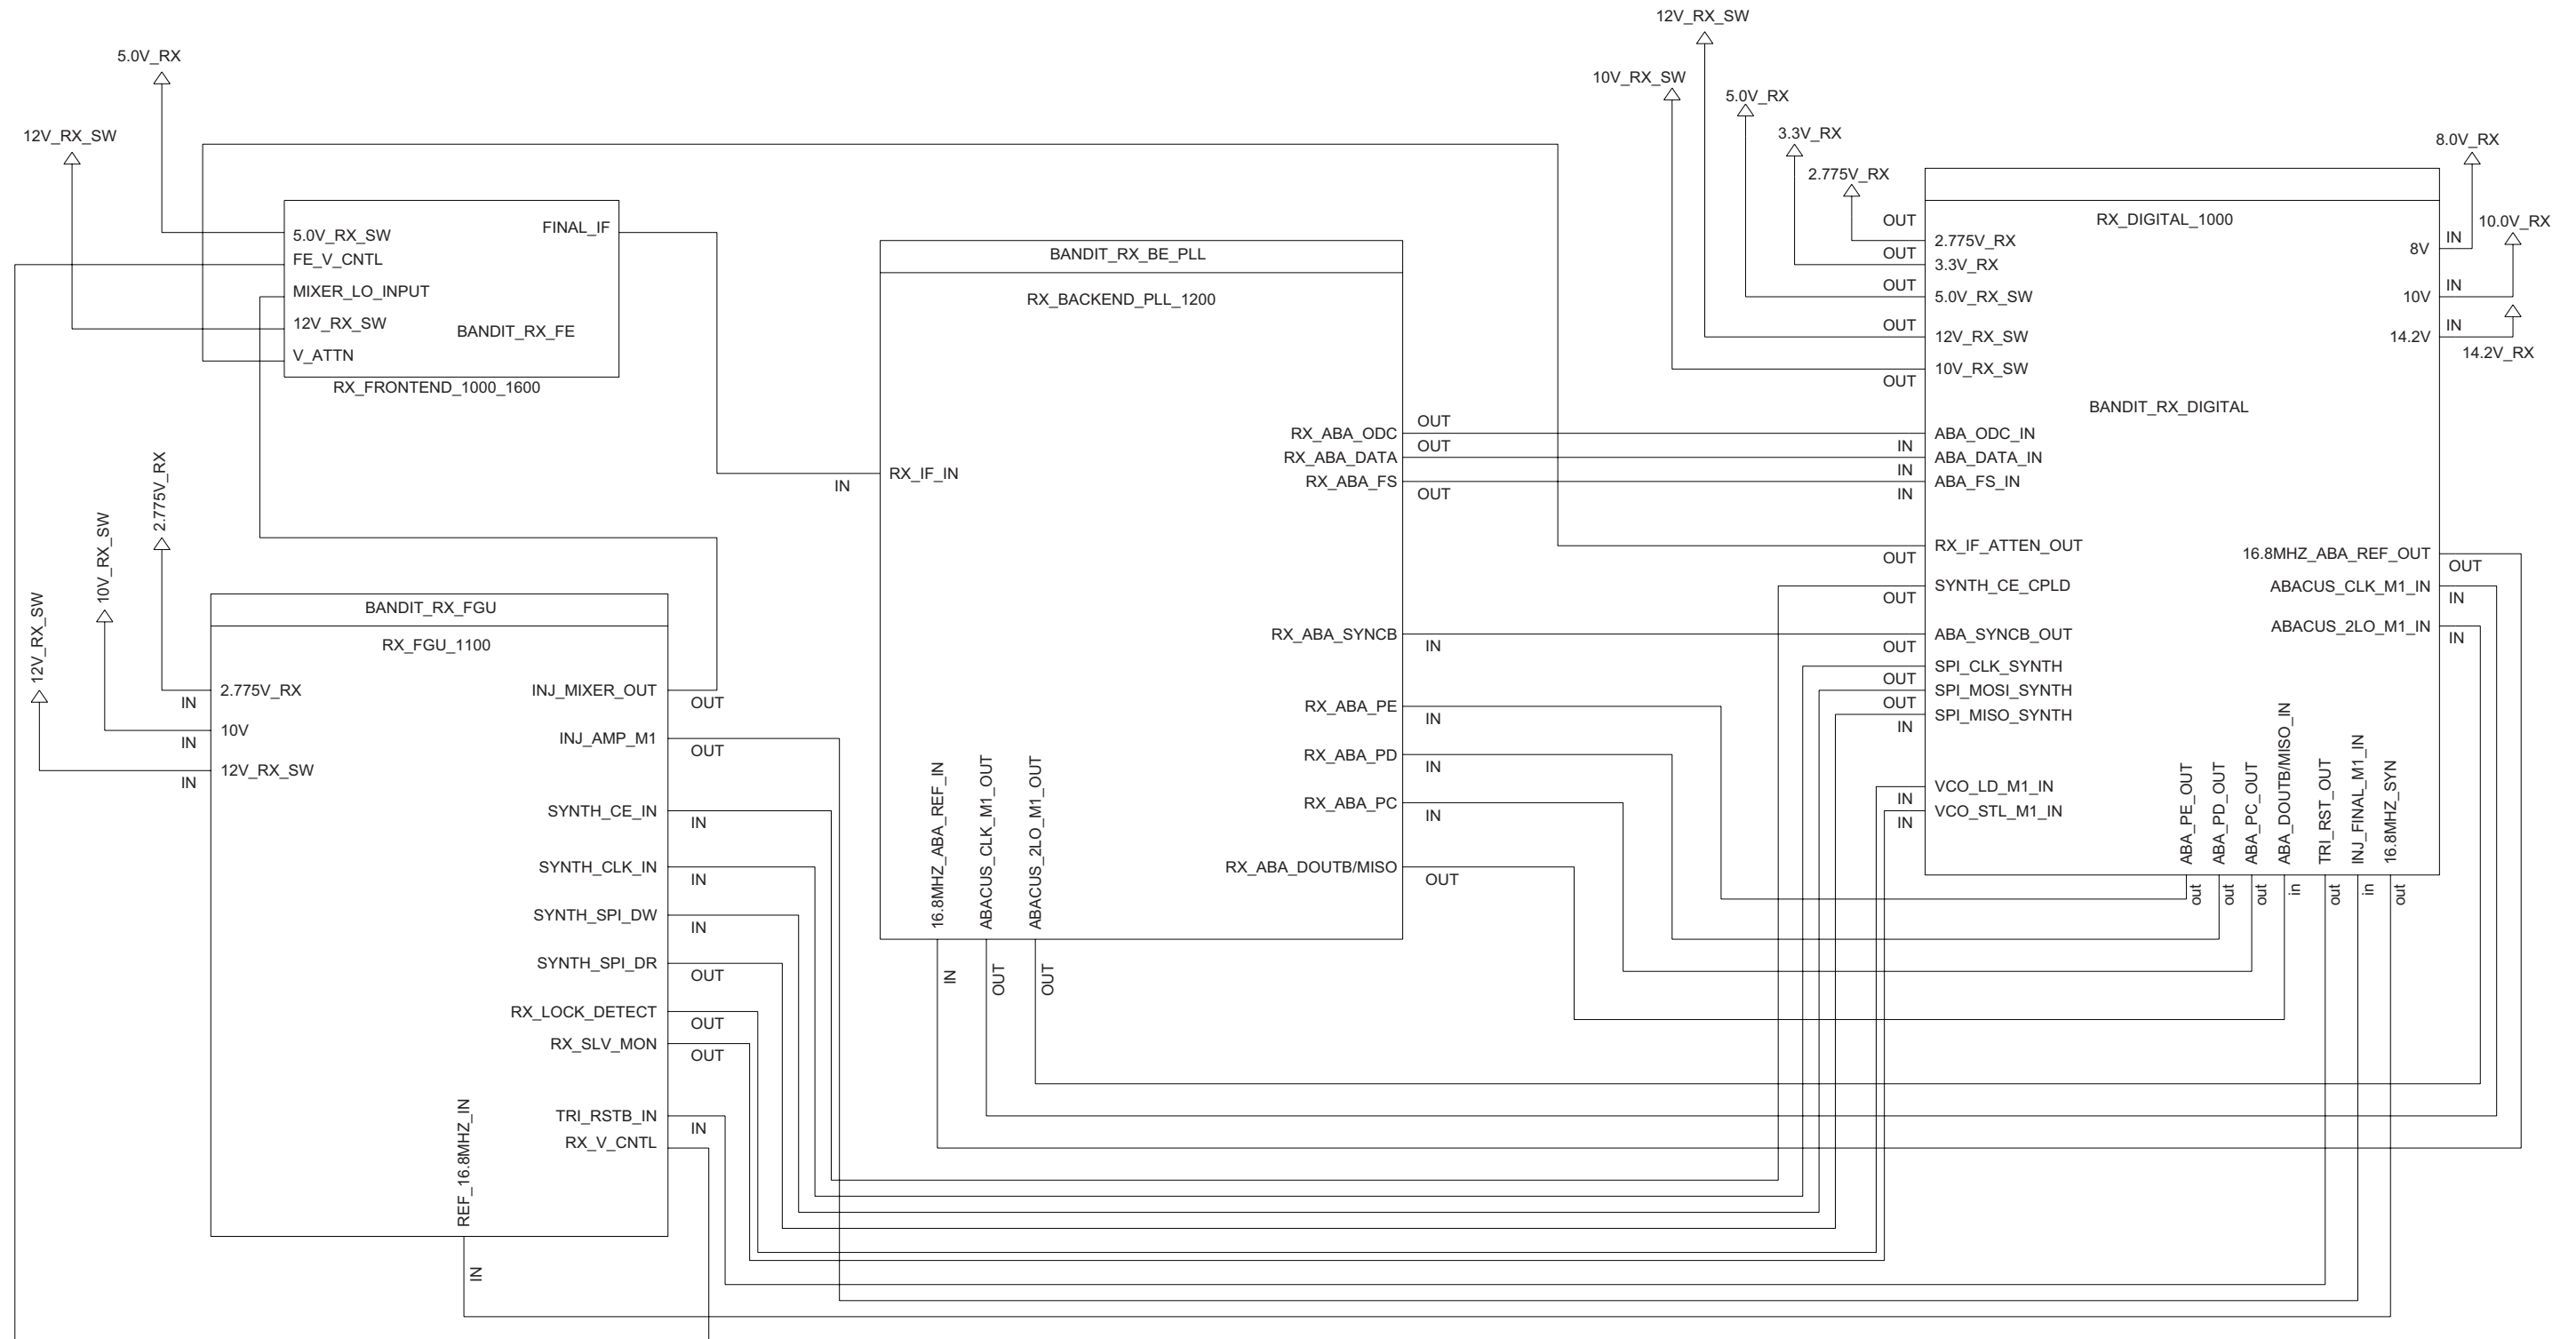 12V_RX_SW
5.0V_RX
10V_RX_SW
5.0V_RX
12V_RX_SW
3.3V_RX
8.0V_RX
2.775V_RX
5.0V_RX_SW
FE_V_CNTL
MIXER_LO_INPUT
12V_RX_SW
V_ATTN
FINAL_IF
BANDIT_RX_FE
RX_FRONTEND_1000_1600
2.775V_RX
10V_RX_SW
12V_RX_SW
BANDIT_RX_FGU
RX_FGU_1100
2.775V_RX
IN
10V
IN
12V_RX_SW
IN
INJ_MIXER_OUT
OUT
INJ_AMP_M1
OUT
SYNTH_CE_IN
IN
SYNTH_CLK_IN
IN
SYNTH_SPI_DW
IN
SYNTH_SPI_DR
OUT
RX_LOCK_DETECT
OUT
RX_SLV_MON
OUT
TRI_RSTB_IN
IN
RX_V_CNTL
REF_16.8MHZ_IN
IN
BANDIT_RX_BE_PLL
RX_BACKEND_PLL_1200
RX_IF_IN
IN
RX_ABA_ODC
OUT
RX_ABA_DATA
OUT
RX_ABA_FS
OUT
RX_ABA_SYNCB
IN
RX_ABA_PE
IN
RX_ABA_PD
IN
RX_ABA_PC
IN
RX_ABA_DOUTB/MISO
OUT
16.8MHZ_ABA_REF_IN
IN
ABACUS_CLK_M1_OUT
OUT
ABACUS_2LO_M1_OUT
OUT
RX_DIGITAL_1000
OUT
2.775V_RX
OUT
3.3V_RX
OUT
5.0V_RX_SW
OUT
12V_RX_SW
10V_RX_SW
OUT
BANDIT_RX_DIGITAL
ABA_ODC_IN
IN
ABA_DATA_IN
IN
ABA_FS_IN
IN
RX_IF_ATTEN_OUT
OUT
SYNTH_CE_CPLD
OUT
ABA_SYNCB_OUT
OUT
SPI_CLK_SYNTH
OUT
SPI_MOSI_SYNTH
OUT
SPI_MISO_SYNTH
IN
VCO_LD_M1_IN
IN
VCO_STL_M1_IN
IN
8V
IN
10.0V_RX
10V
IN
14.2V
IN
14.2V_RX
16.8MHZ_ABA_REF_OUT
OUT
ABACUS_CLK_M1_IN
IN
ABACUS_2LO_M1_IN
IN
ABA_PE_OUT
out
ABA_PD_OUT
out
ABA_PC_OUT
out
ABA_DOUTB/MISO_IN
in
TRI_RST_OUT
out
INJ_FINAL_M1_IN
in
16.8MHZ_SYN
out